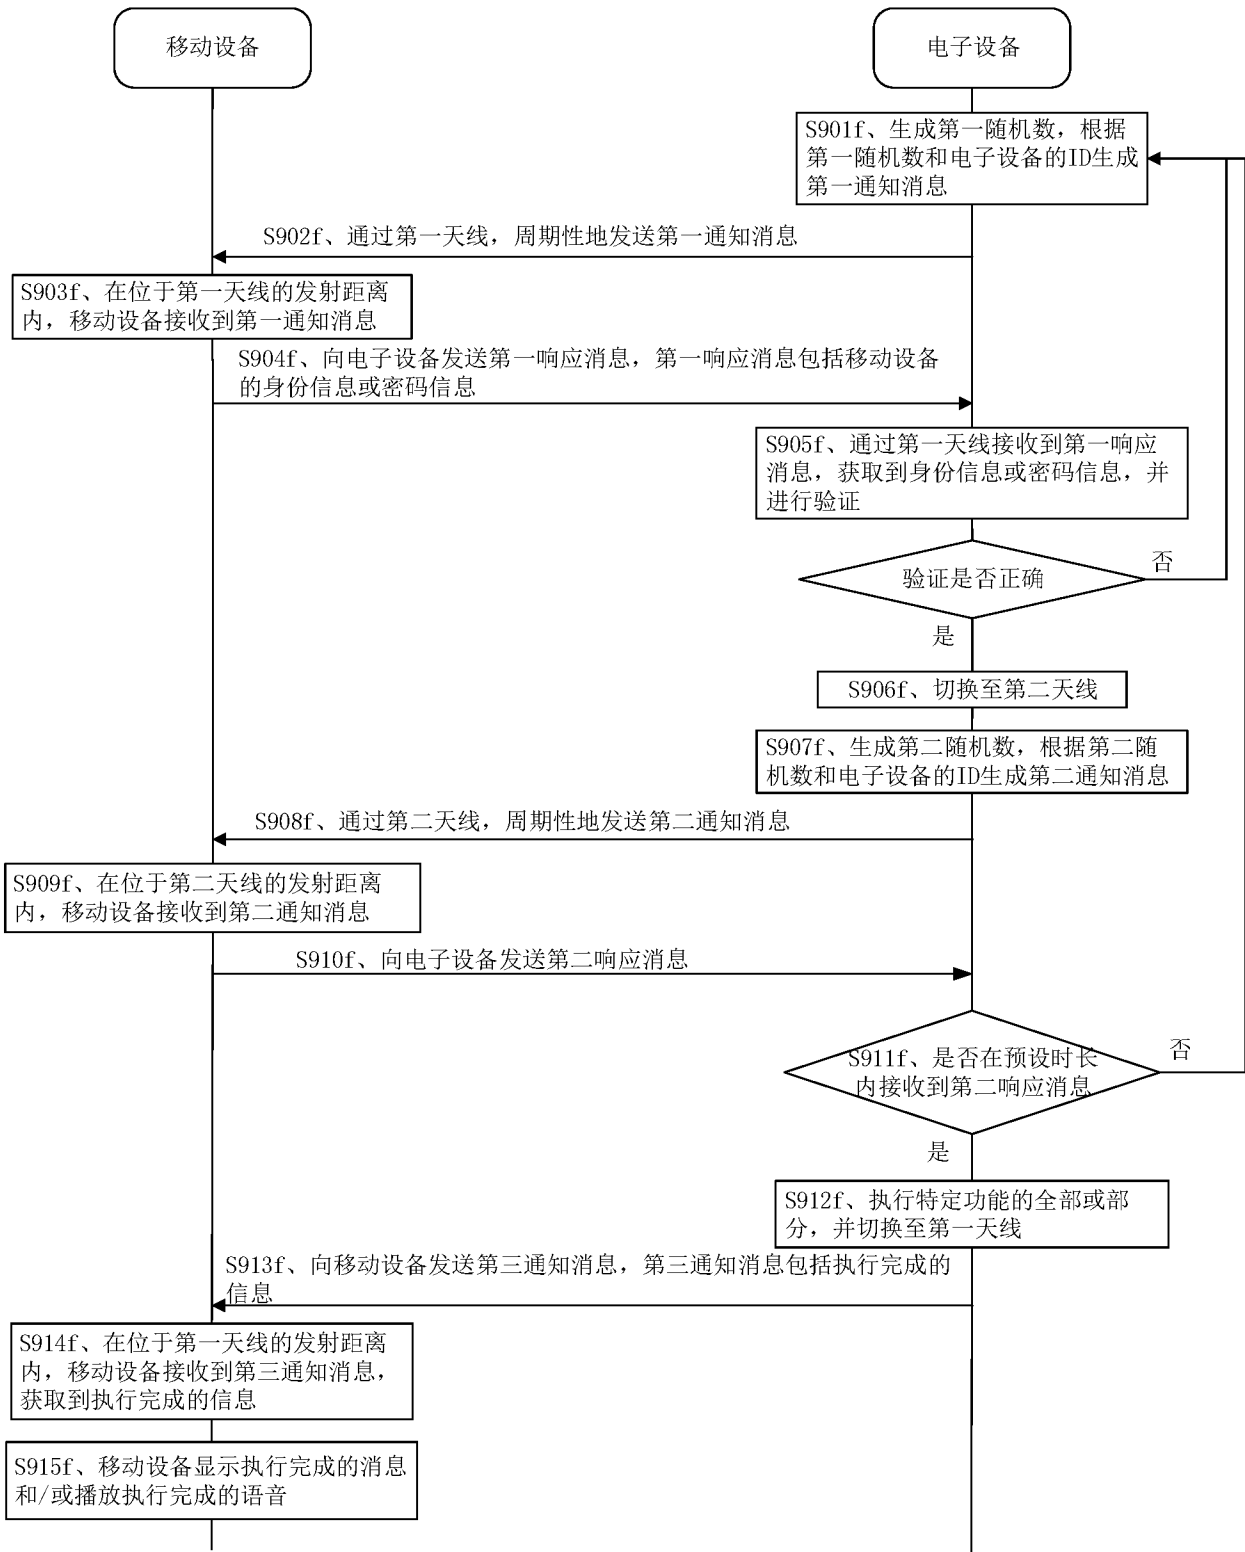 移动设备
电子设备
S901f、生成第一随机数，根据
第一随机数和电子设备的ID生成
第一通知消息
S902f、通过第一天线，周期性地发送第一通知消息
S903f、在位于第一天线的发射距离
内，移动设备接收到第一通知消息
S904f、向电子设备发送第一响应消息，第一响应消息包括移动设备
的身份信息或密码信息
S905f、通过第一天线接收到第一响应
消息，获取到身份信息或密码信息，并
进行验证
验证是否正确
否
是
S906f、切换至第二天线
S907f、生成第二随机数，根据第二随
机数和电子设备的ID生成第二通知消息
S908f、通过第二天线，周期性地发送第二通知消息
S909f、在位于第二天线的发射距离
内，移动设备接收到第二通知消息
S910f、向电子设备发送第二响应消息
S911f、是否在预设时长
内接收到第二响应消息
否
是
S912f、执行特定功能的全部或部
分，并切换至第一天线
S913f、向移动设备发送第三通知消息，第三通知消息包括执行完成的
信息
S914f、在位于第一天线的发射距离
内，移动设备接收到第三通知消息，
获取到执行完成的信息
S915f、移动设备显示执行完成的消息
和/或播放执行完成的语音